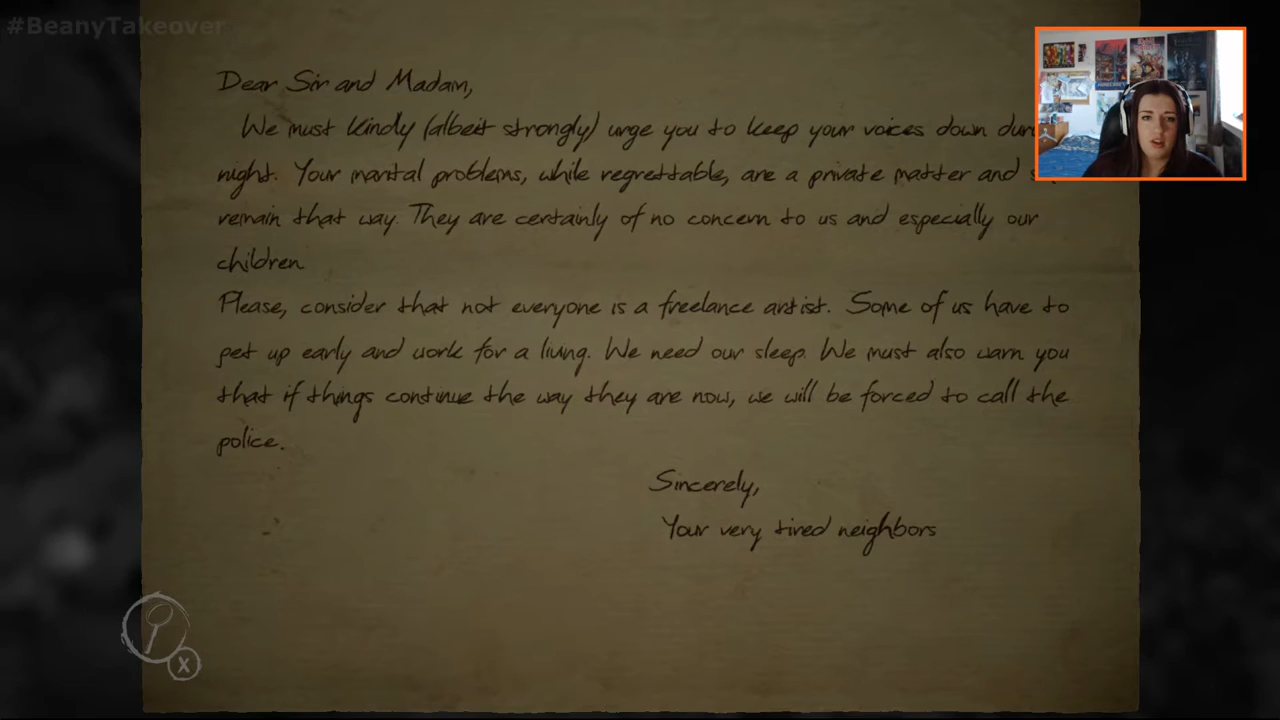 #BeanyTakeover
Dear Sir and Madam,
We must kindly (albeit strongly) urge you to keep your voices down
night. Your marital problems, while regrettable, are a private matter and
remain that way. They are certainly of no concern to us and especially our
children.
Please, consider that not everyone is a freelance artist. Some of us have to
get up early and work for a living. We need our sleep. We must also warn you
that if things continue the way they are now, we will be forced to call the
police.
Sincerely,
Your very tired neighbors
X